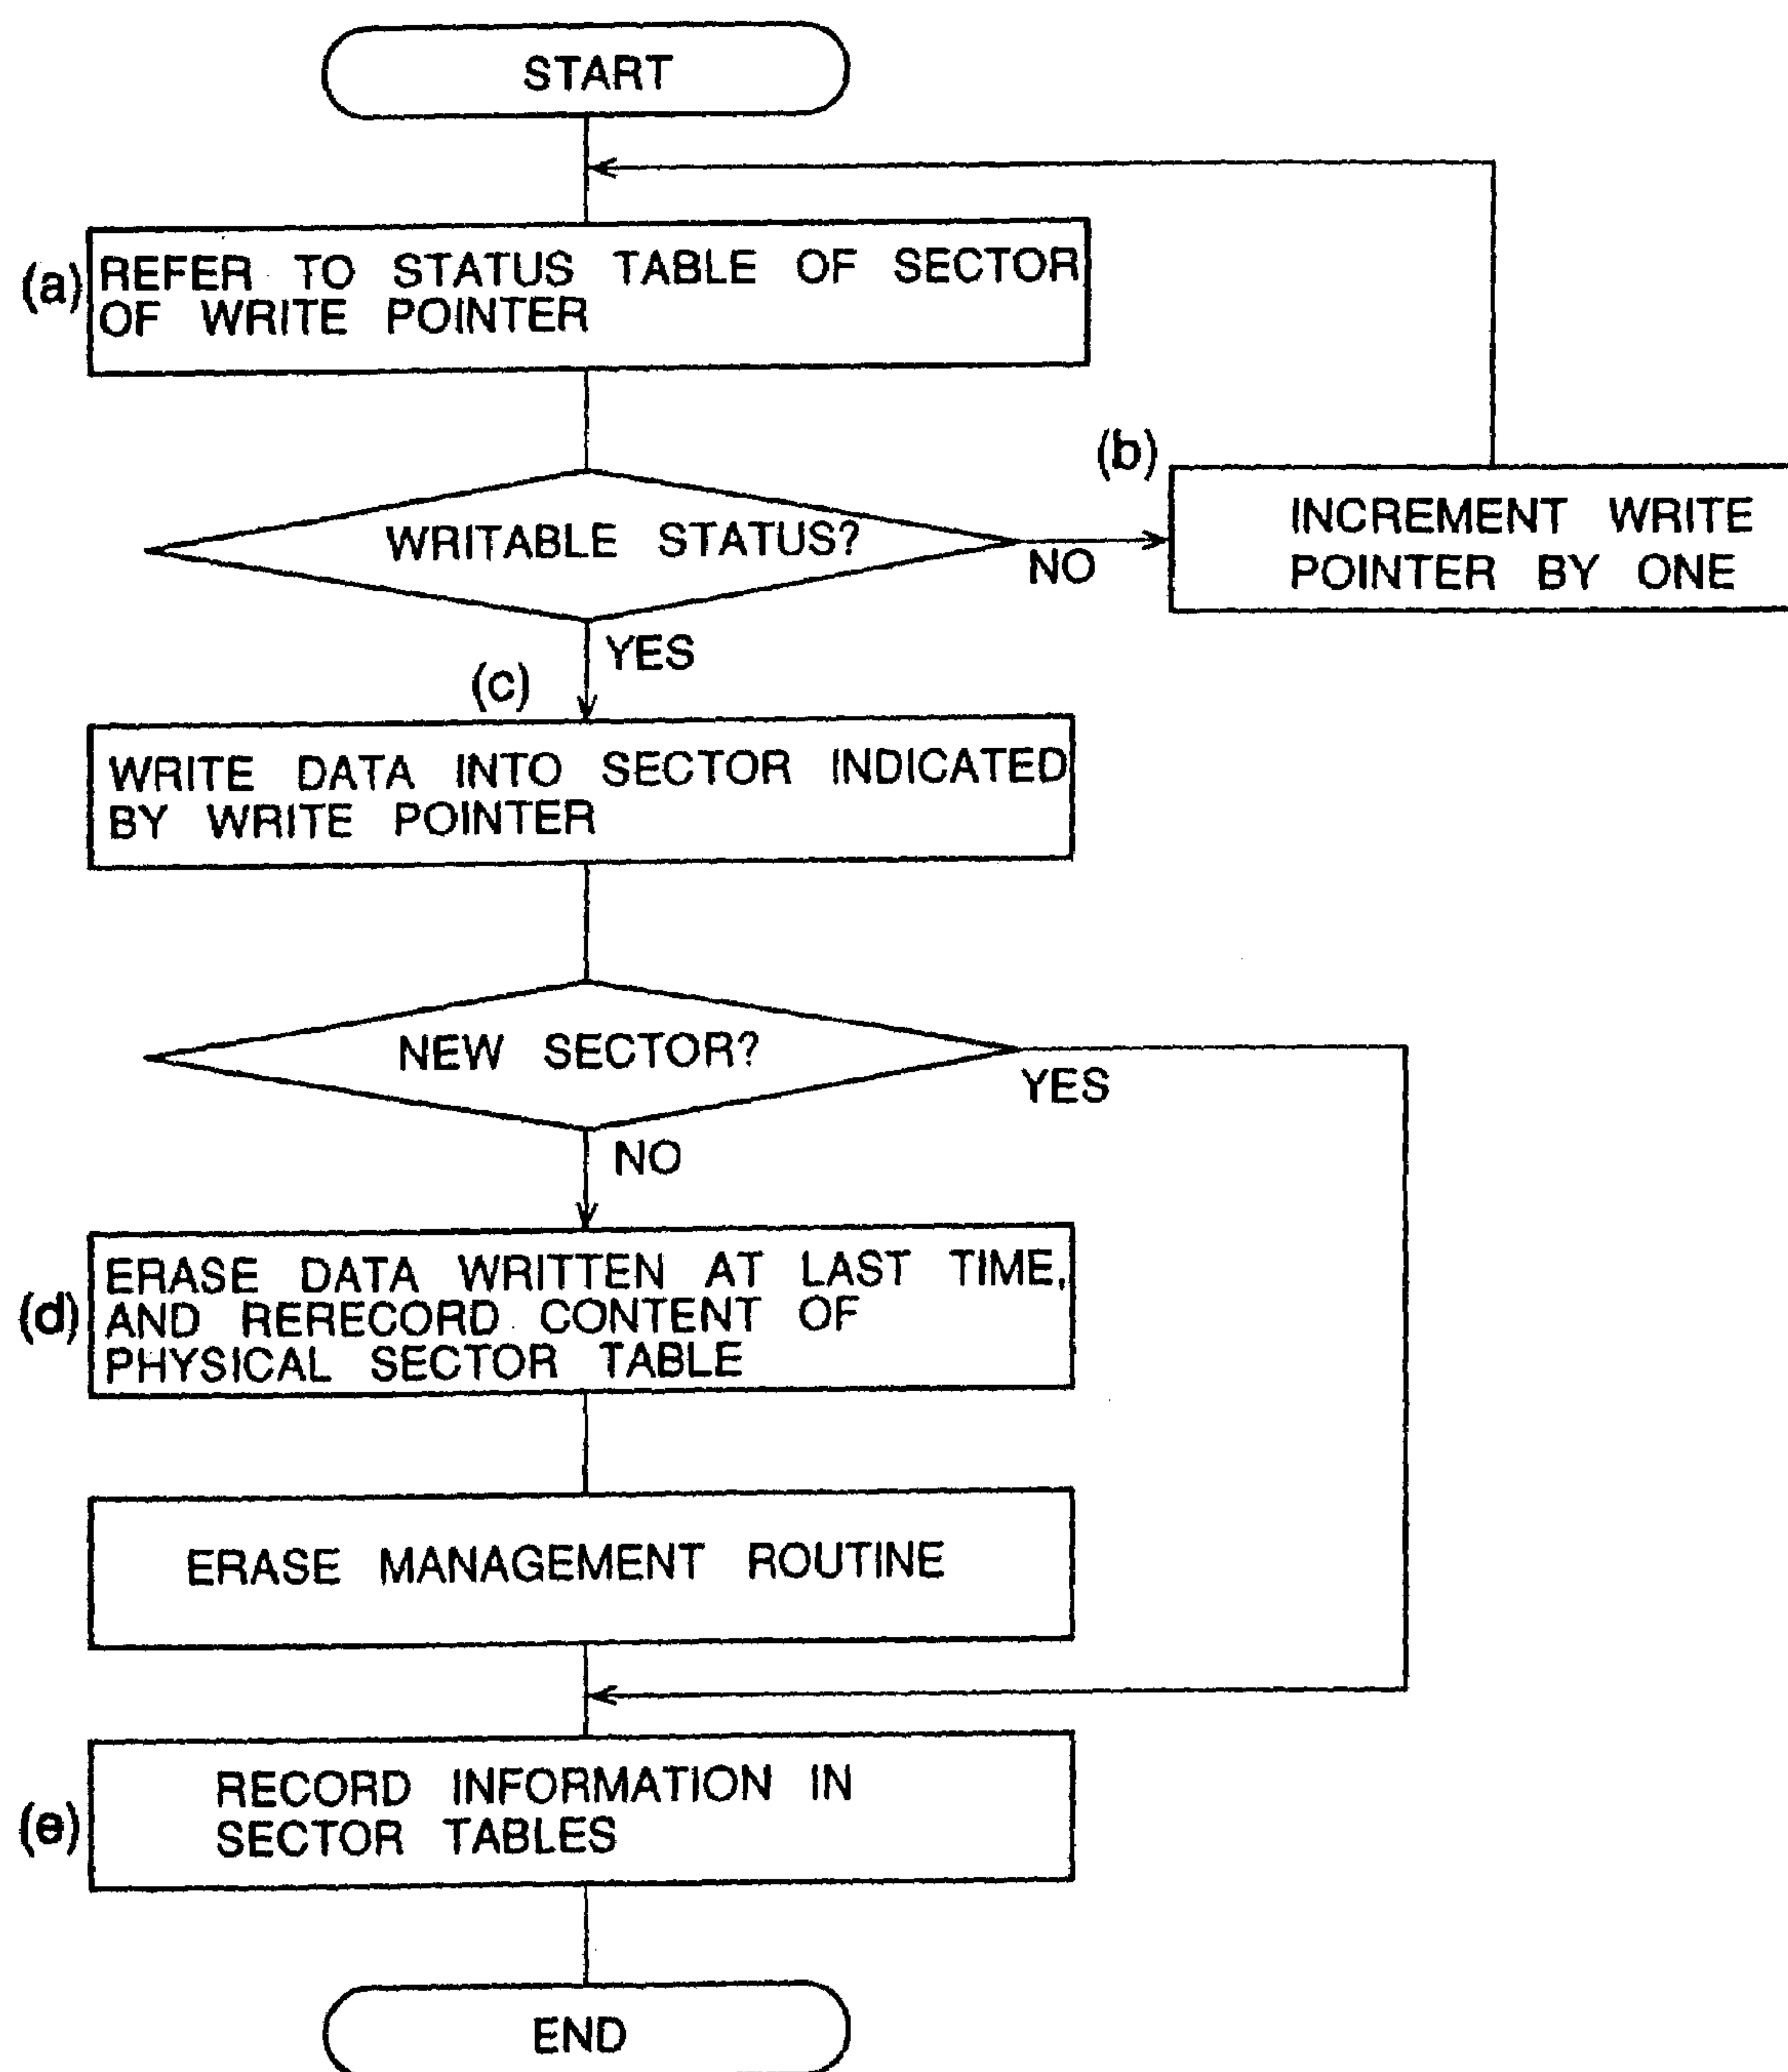 START
(a)
REFER TO STATUS TABLE OF SECTOR
OF WRITE POINTER
WRITABLE STATUS?
NO
(b)
INCREMENT WRITE
POINTER BY ONE
YES
(c)
WRITE DATA INTO SECTOR INDICATED
BY WRITE POINTER
NEW SECTOR?
YES
NO
(d)
ERASE DATA WRITTEN AT LAST TIME,
AND RERECORD CONTENT OF
PHYSICAL SECTOR TABLE
ERASE MANAGEMENT ROUTINE
(e)
RECORD INFORMATION IN
SECTOR TABLES
END